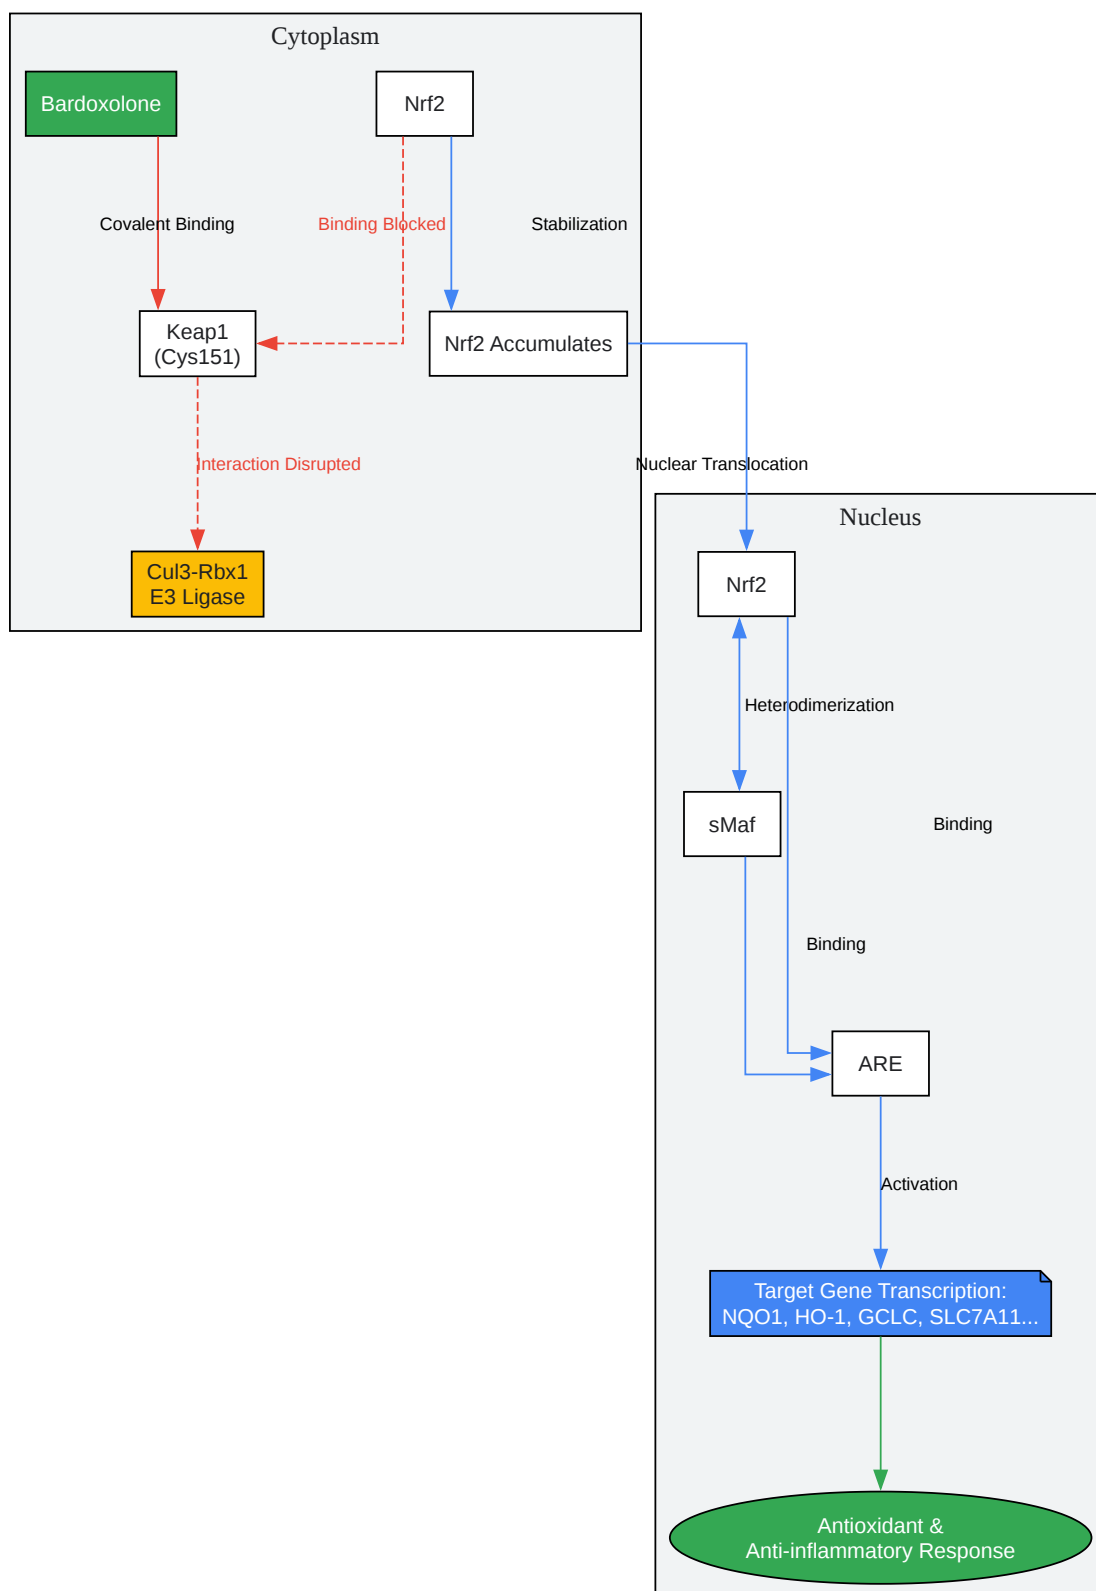 Cytoplasm
Bardoxolone
Nrf2
Covalent Binding
Binding Blocked
Stabilization
Keap1
(Cys151)
Nrf2 Accumulates
Interaction Disrupted
Nuclear Translocation
Cul3-Rbx1
E3 Ligase
Nucleus
Nrf2
Heterodimerization
sMaf
Binding
Binding
ARE
Activation
Target Gene Transcription:
NQO1, HO-1, GCLC, SLC7A11...
Antioxidant &
Anti-inflammatory Response